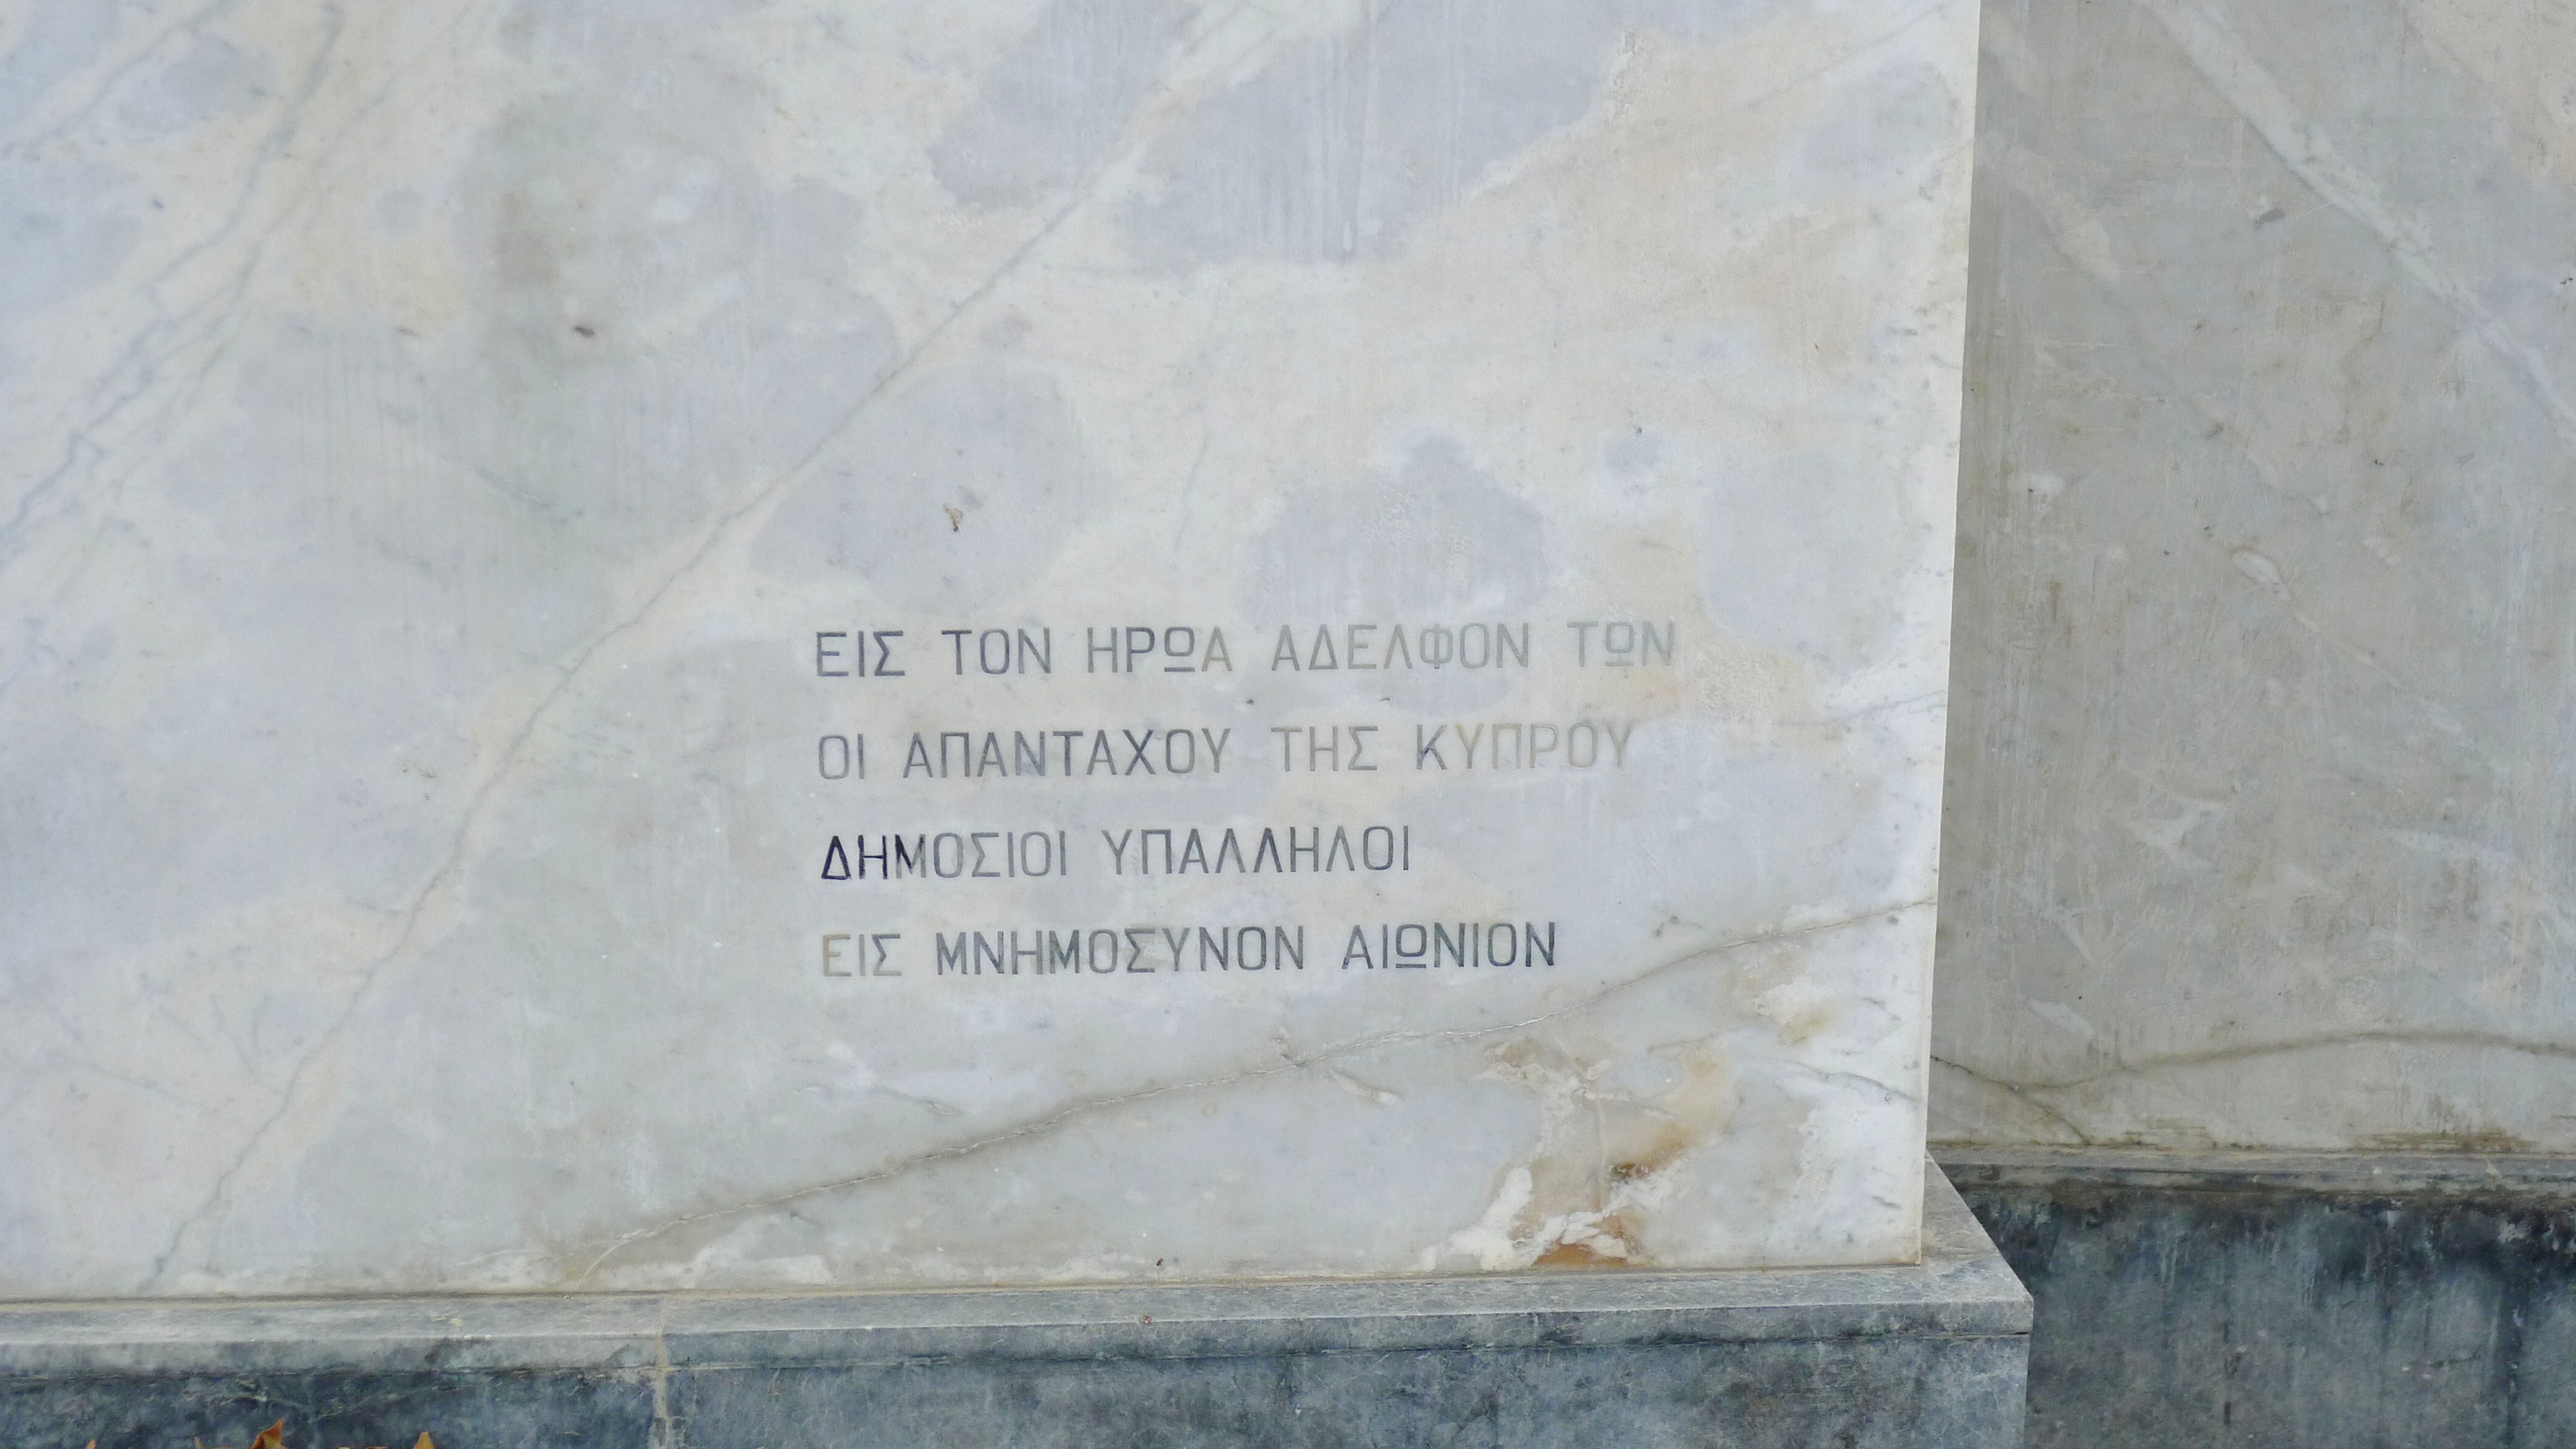 ΕΙΣ ΤΟΝ ΗΡΩΑ ΑΔΕΛΦΟΝ ΤΩΝ
ΟΙ ΑΠΑΝΤΑΧΟΥ ΤΗΣ ΚΥΠΡΟΥ
ΔΗΜΟΣΙΟΙ ΥΠΑΛΛΗΛΟΙ
ΕΙΣ ΜΝΗΜΟΣΥΝΟΝ ΑΙΩΝΙΟΝ